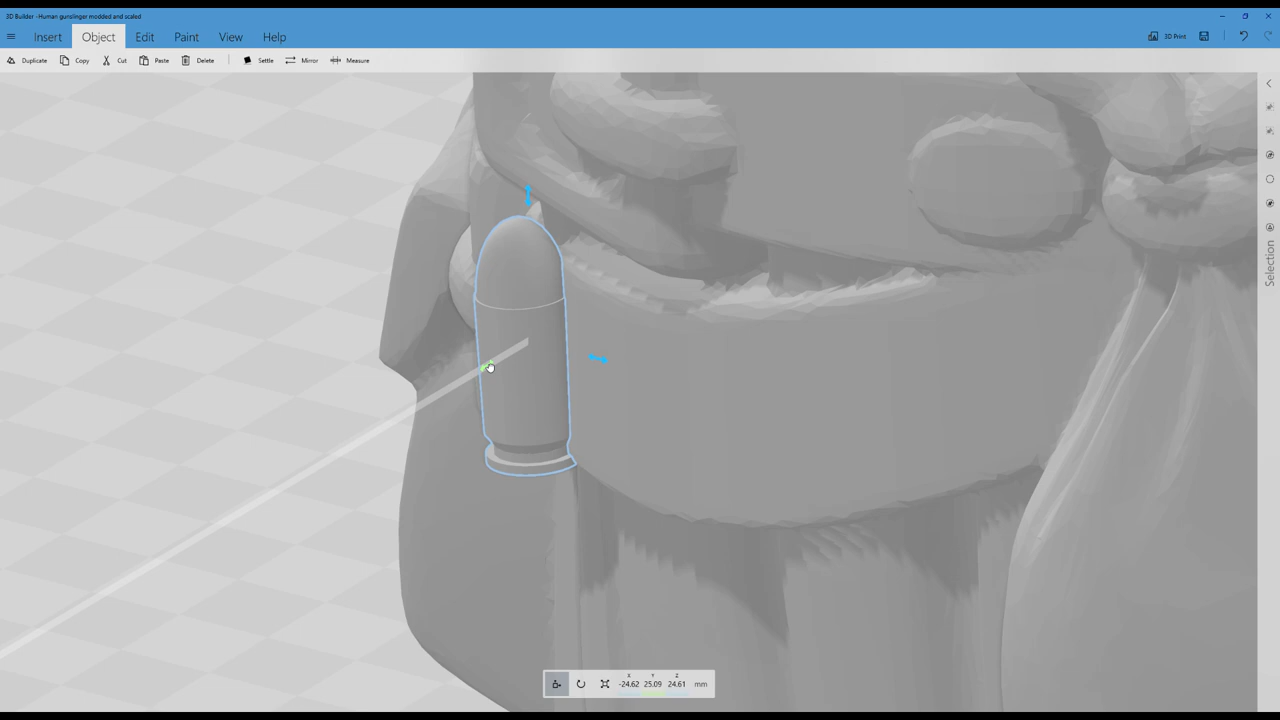 3D Builder -Human gunslinger modded and scaled
Insert Object Edit Paint View Help
3D Print
Duplicate Copy Cut Paste Delete Settle Mirror Measure
Selection
X Y Z
-24.62 25.09 24.61 mm